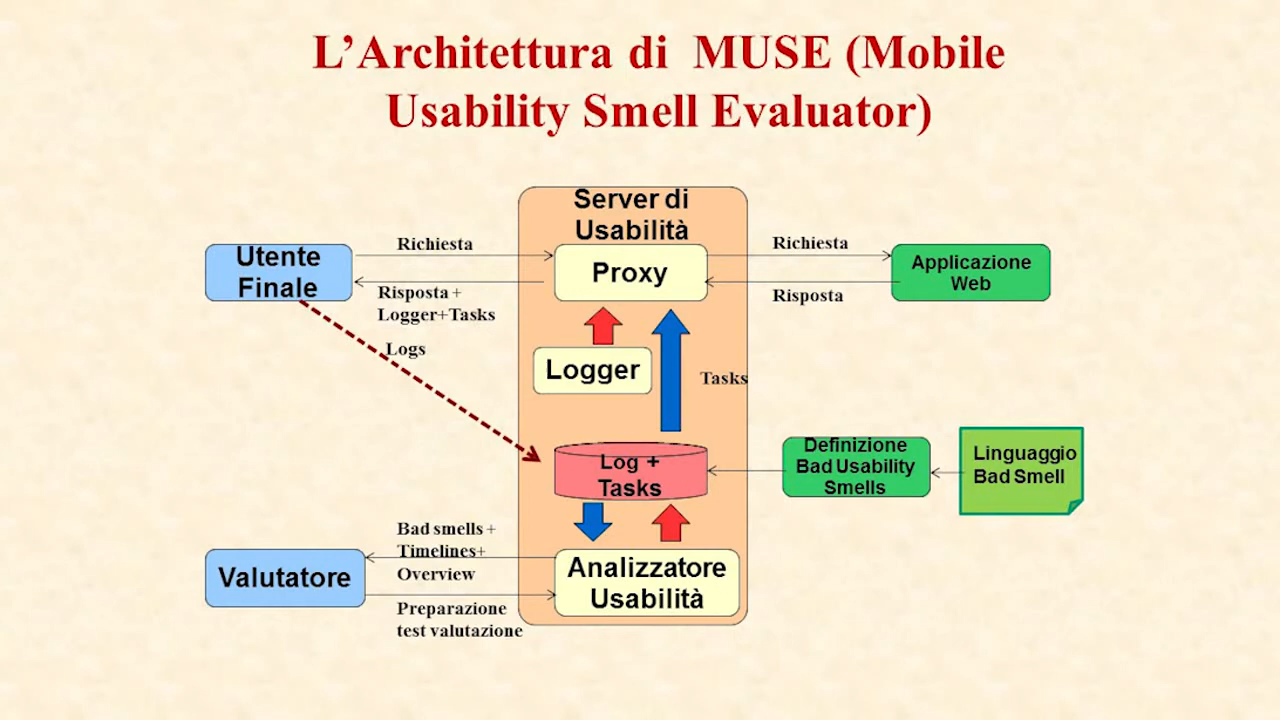 L’Architettura di MUSE (Mobile
Usability Smell Evaluator)
Server di
Usabilità
Utente
Finale
Richiesta
Risposta +
Logger+Tasks
Proxy
Richiesta
Risposta
Applicazione
Web
Logs
Logger
Tasks
Log +
Tasks
Definizione
Bad Usability
Smells
Linguaggio
Bad Smell
Valutatore
Bad smells +
Timelines+
Overview
Preparazione
test valutazione
Analizzatore
Usabilità